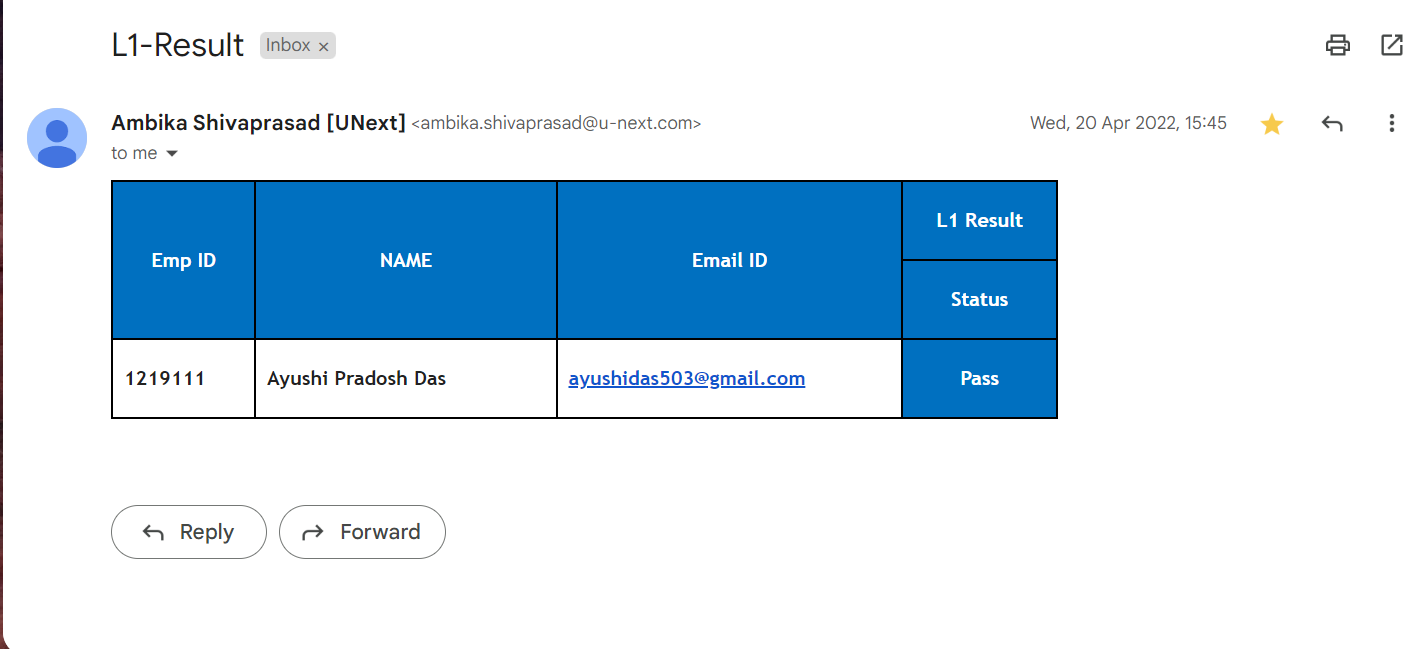 L1-Result Inbox ×
Ambika Shivaprasad [UNext] <ambika.shivaprasad@u-next.com> Wed, 20 Apr 2022, 15:45
to me
Emp ID NAME Email ID L1 Result
Status
1219111 Ayushi Pradosh Das ayushidas503@gmail.com Pass
Reply Forward